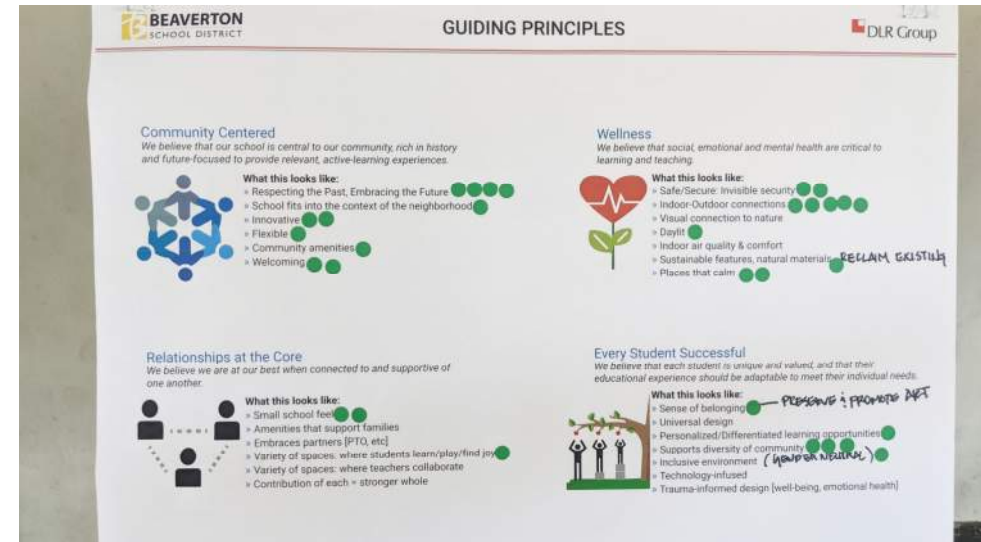 BEAVERTON
SCHOOL DISTRICT
GUIDING PRINCIPLES
DLR Group
Community Centered
We believe that our school is central to our community, rich in history
and future-focused to provide relevant, active-learning experiences.
What this looks like:
» Respecting the Past, Embracing the Future
» School fits into the context of the neighborhood
» Innovative
» Flexible
» Community amenities
» Welcoming
Wellness
We believe that social, emotional and mental health are critical to
learning and teaching.
What this looks like:
» Safe/Secure: Invisible security
» Indoor-Outdoor connections
» Visual connection to nature
» Daylit
» Indoor air quality & comfort
» Sustainable features, natural materials RECLAIM EXISTING
» Places that calm
Relationships at the Core
We believe we are at our best when connected to and supportive of
one another.
What this looks like:
» Small school feel
» Amenities that support families
» Embraces partners [PTO, etc]
» Variety of spaces: where students learn/play/find joy
» Variety of spaces: where teachers collaborate
» Contribution of each = stronger whole
Every Student Successful
We believe that each student is unique and valued, and that their
educational experience should be adaptable to meet their individual needs.
What this looks like:
» Sense of belonging — PRESERVE & PROMOTE ART
» Universal design
» Personalized/Differentiated learning opportunities
» Supports diversity of community
» Inclusive environment (GENDER NEUTRAL)
» Technology-infused
» Trauma-informed design [well-being, emotional health]